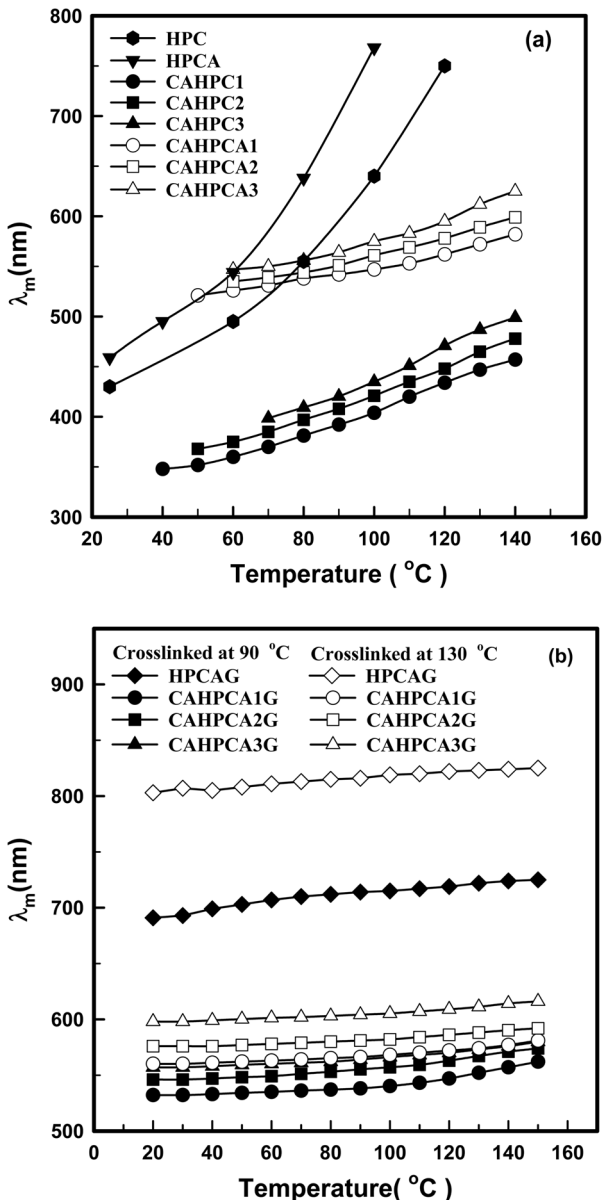 (a)
HPC
HPCA
CAHPC1
CAHPC2
CAHPC3
CAHPCA1
CAHPCA2
CAHPCA3
800
700
600
500
400
300
λm(nm)
20 40 60 80 100 120 140 160
Temperature ( °C )
(b)
Crosslinked at 90 °C Crosslinked at 130 °C
HPCAG HPCAG
CAHPCA1G CAHPCA1G
CAHPCA2G CAHPCA2G
CAHPCA3G CAHPCA3G
900
800
700
600
500
λm(nm)
0 20 40 60 80 100 120 140 160
Temperature( °C )